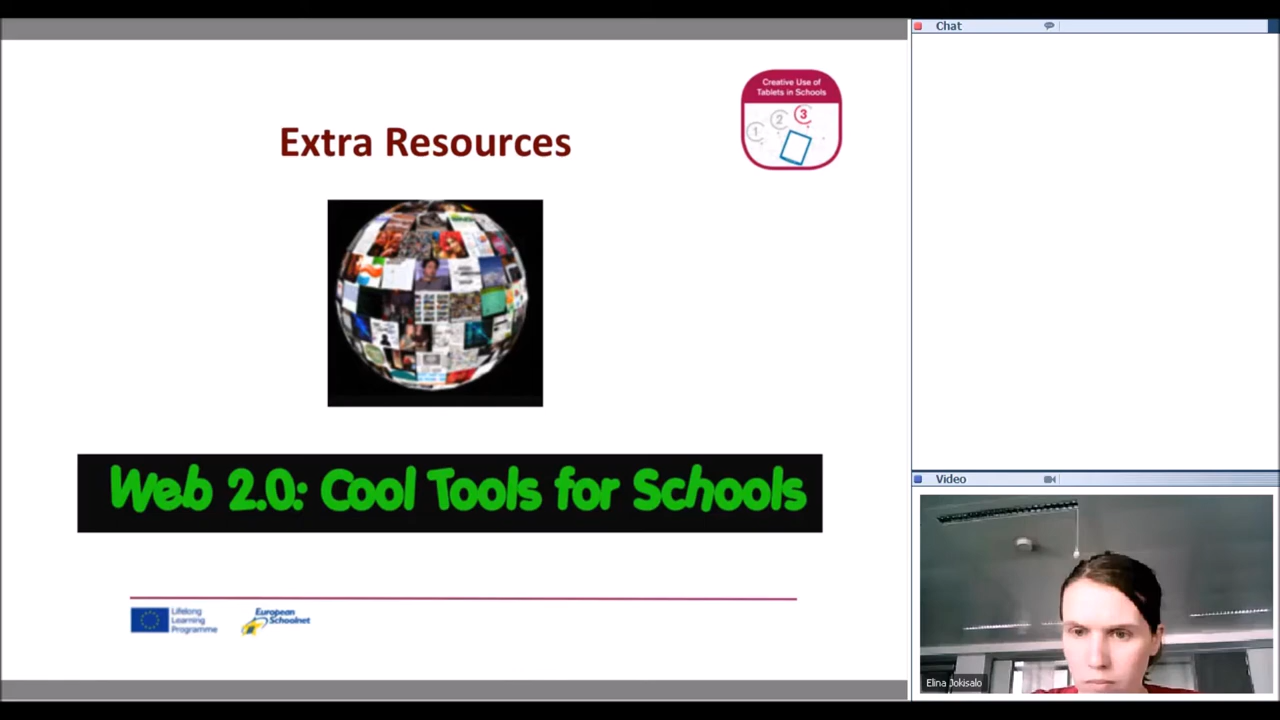 Chat
Creative Use of
Tablets in Schools
1 2 3
Extra Resources
Web 2.0: Cool Tools for Schools
Lifelong
Learning
Programme
European
Schoolnet
Video
Elina Jokisalo